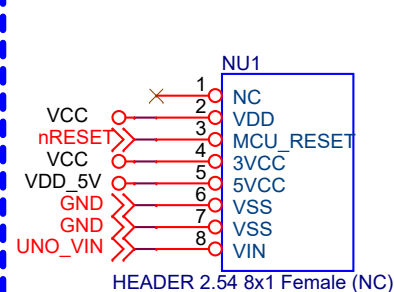 NU1
1 NC
VCC 2 VDD
nRESET 3 MCU_RESET
VCC 4 3VCC
VDD_5V 5 5VCC
GND 6 VSS
GND 7 VSS
UNO_VIN 8 VIN
HEADER 2.54 8x1 Female (NC)